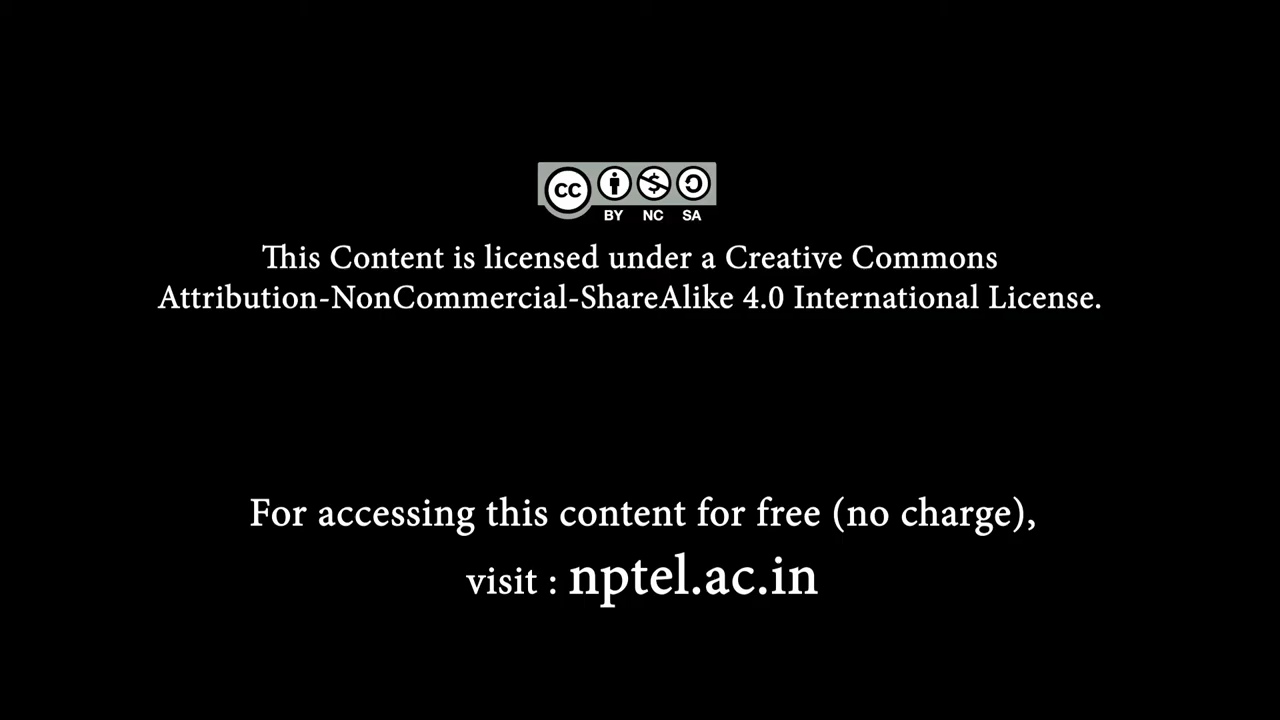 cc
BY NC SA
This Content is licensed under a Creative Commons
Attribution-NonCommercial-ShareAlike 4.0 International License.
For accessing this content for free (no charge),
visit : nptel.ac.in